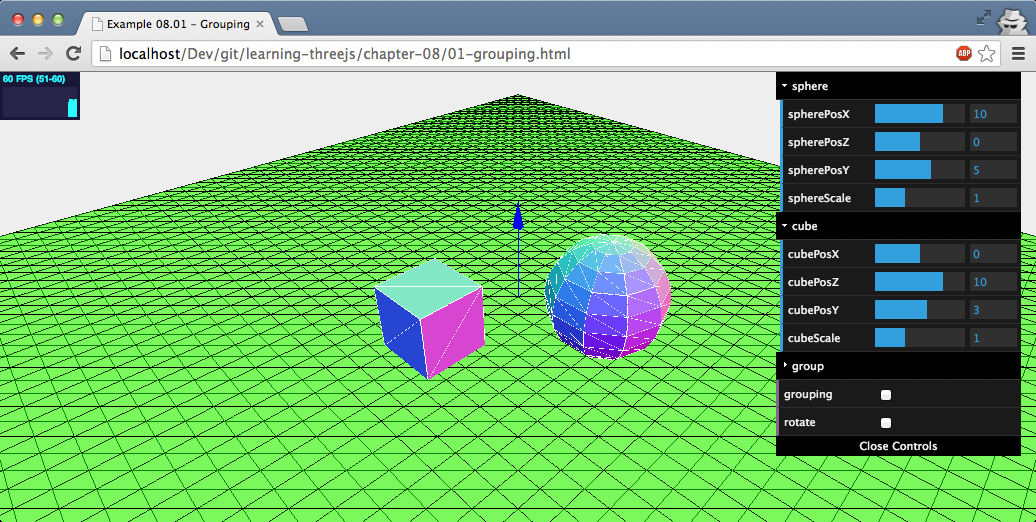 Example 08.01 - Grouping
localhost/Dev/git/learning-threejs/chapter-08/01-grouping.html
ABP
60 FPS (51-60)
sphere
spherePosX 10
spherePosZ 0
spherePosY 5
sphereScale 1
cube
cubePosX 0
cubePosZ 10
cubePosY 3
cubeScale 1
group
grouping
rotate
Close Controls